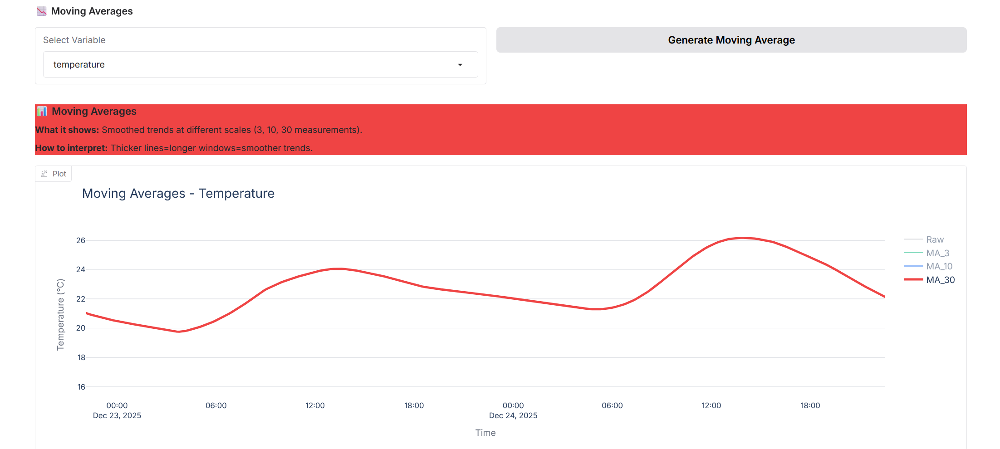 Moving Averages
Select Variable
temperature
Generate Moving Average
Moving Averages
What it shows: Smoothed trends at different scales (3, 10, 30 measurements).
How to interpret: Thicker lines=longer windows=smoother trends.
Plot
Moving Averages - Temperature
Temperature (°C)
26
24
22
20
18
16
00:00 06:00 12:00 18:00 00:00 06:00 12:00 18:00
Dec 23, 2025 Dec 24, 2025
Time
Raw
MA_3
MA_10
MA_30